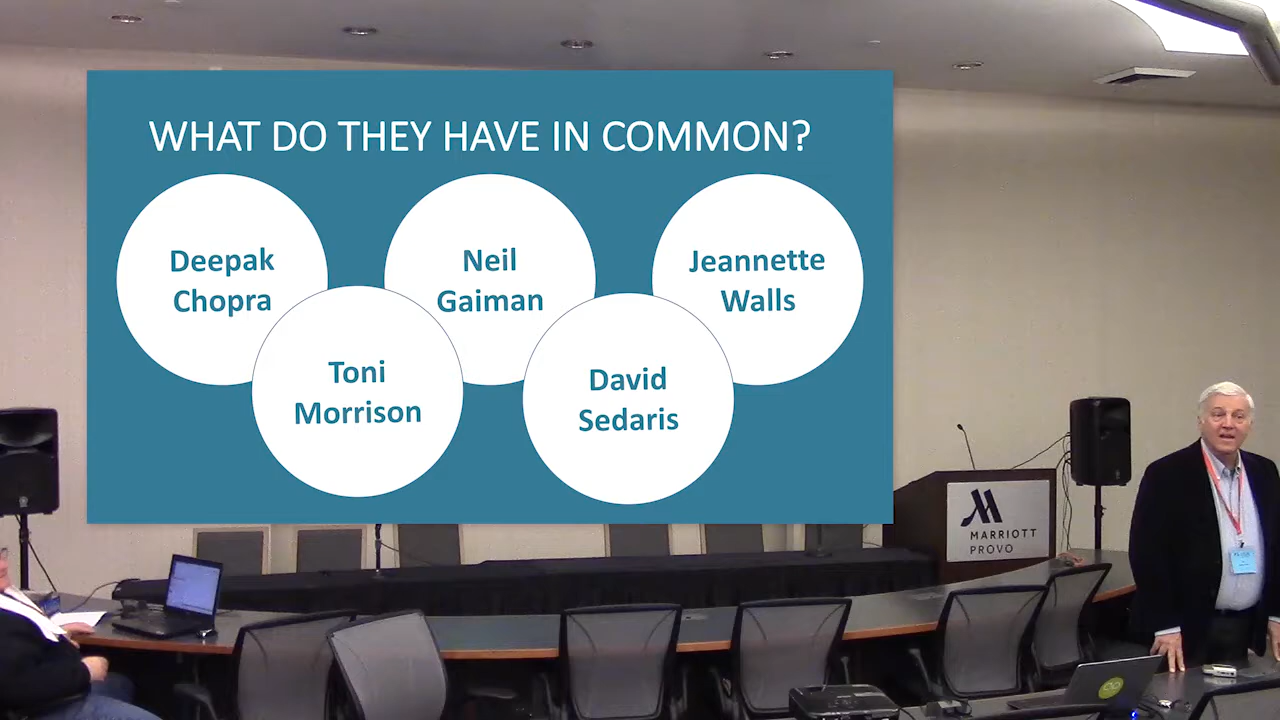 WHAT DO THEY HAVE IN COMMON?
Deepak
Chopra
Neil
Gaiman
Jeannette
Walls
Toni
Morrison
David
Sedaris
MARRIOTT
PROVO